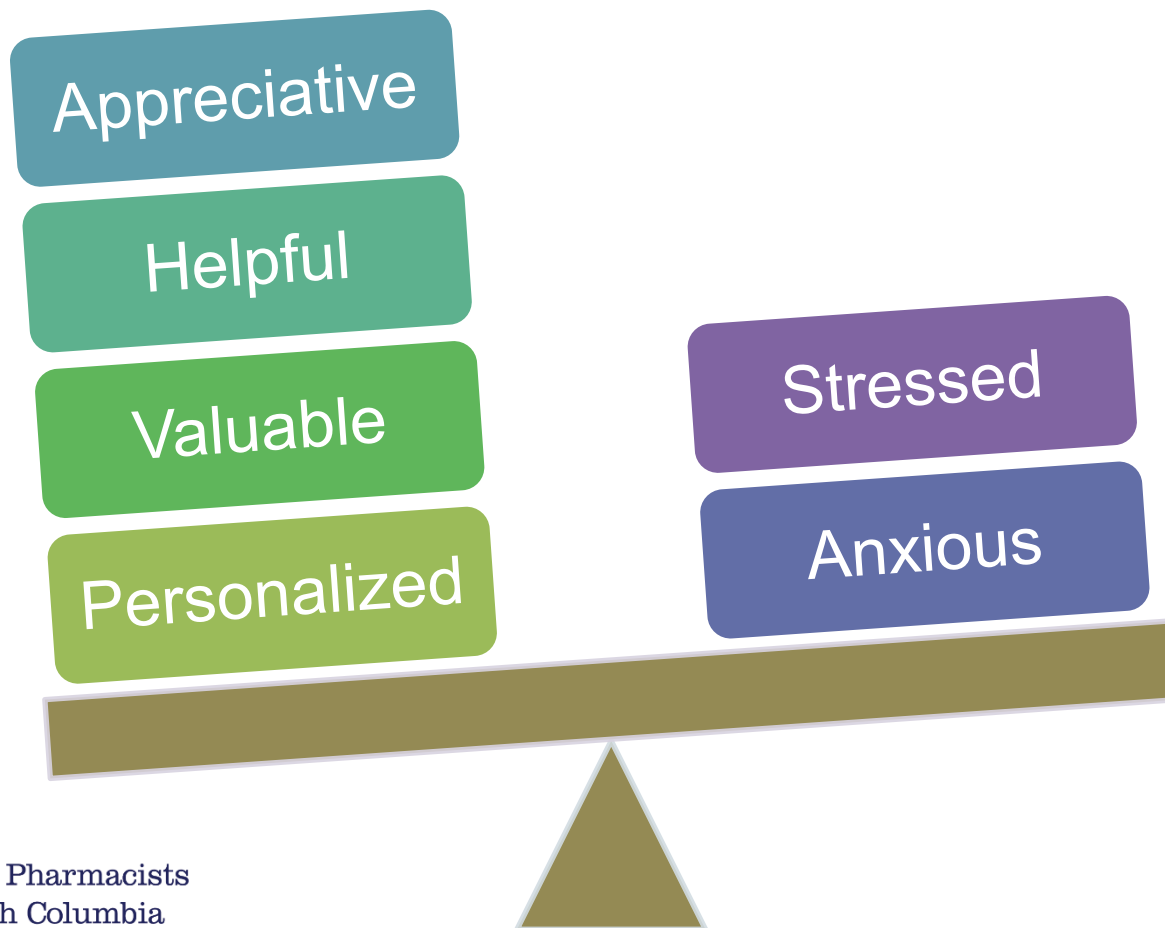 Appreciative
Helpful
Valuable
Personalized
Stressed
Anxious
Pharmacists
h Columbia